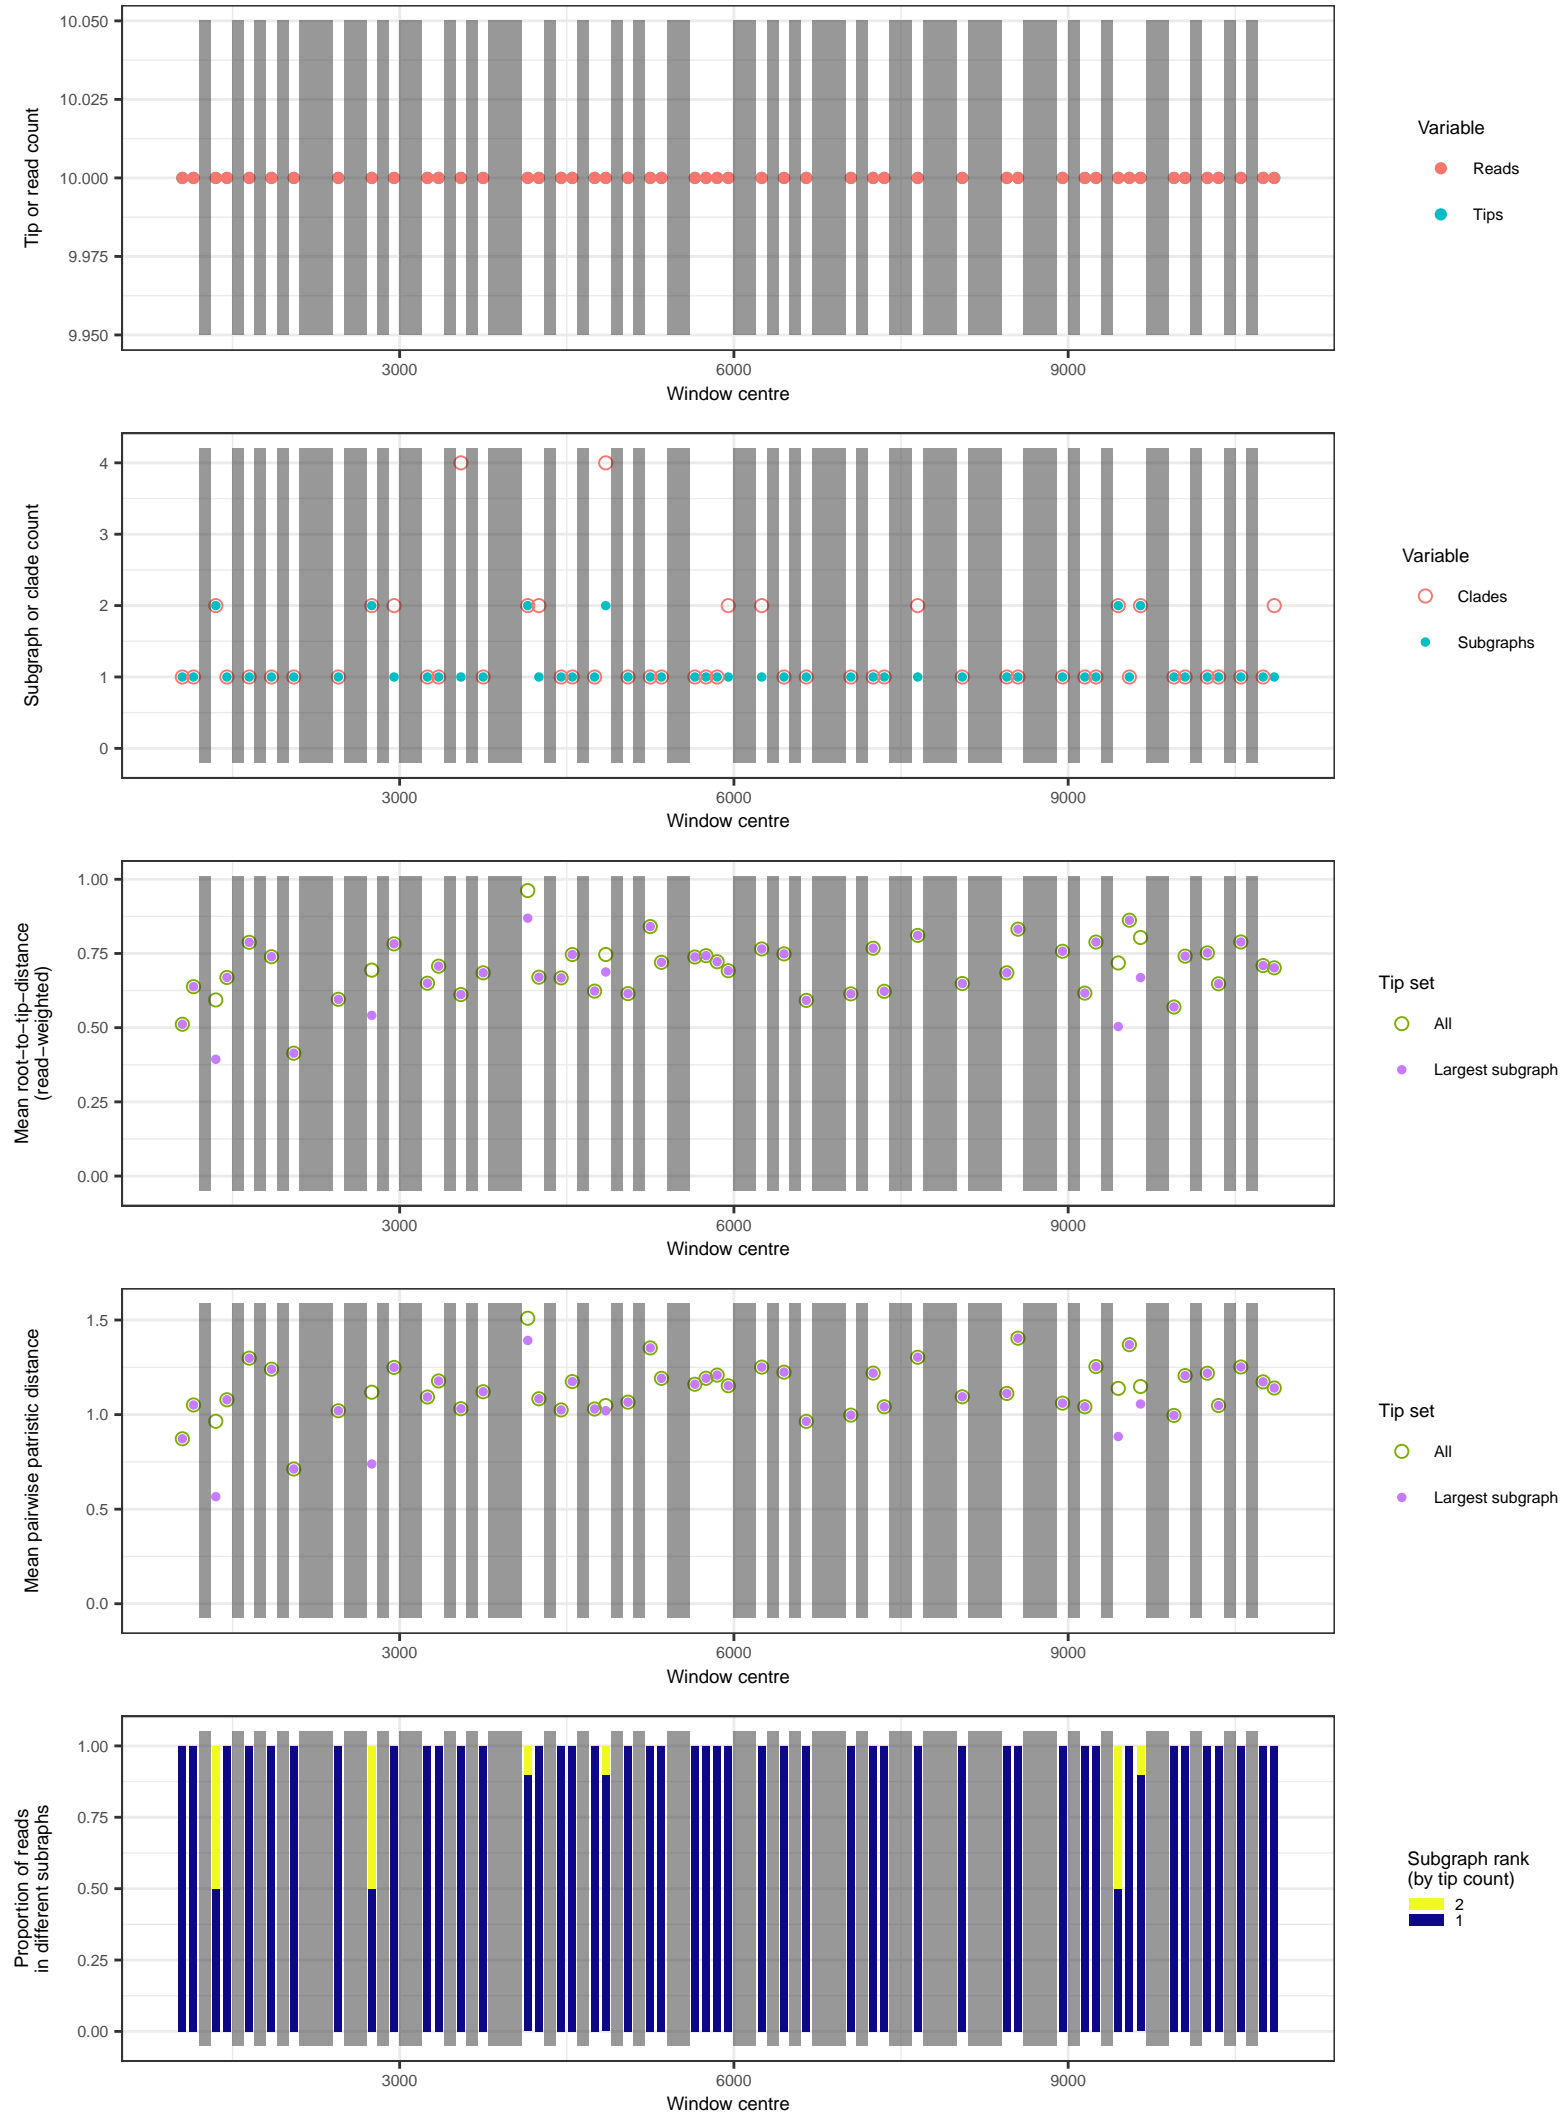 Tip or read count
10.050
10.025
10.000
9.975
9.950
3000 6000 9000
Window centre
Variable
Reads
Tips
Subgraph or clade count
4
3
2
1
0
3000 6000 9000
Window centre
Variable
Clades
Subgraphs
Mean root−to−tip−distance
(read−weighted)
1.00
0.75
0.50
0.25
0.00
3000 6000 9000
Window centre
Tip set
All
Largest subgraph
Mean pairwise patristic distance
1.5
1.0
0.5
0.0
3000 6000 9000
Window centre
Tip set
All
Largest subgraph
Proportion of reads
in different subraphs
1.00
0.75
0.50
0.25
0.00
3000 6000 9000
Window centre
Subgraph rank
(by tip count)
2
1